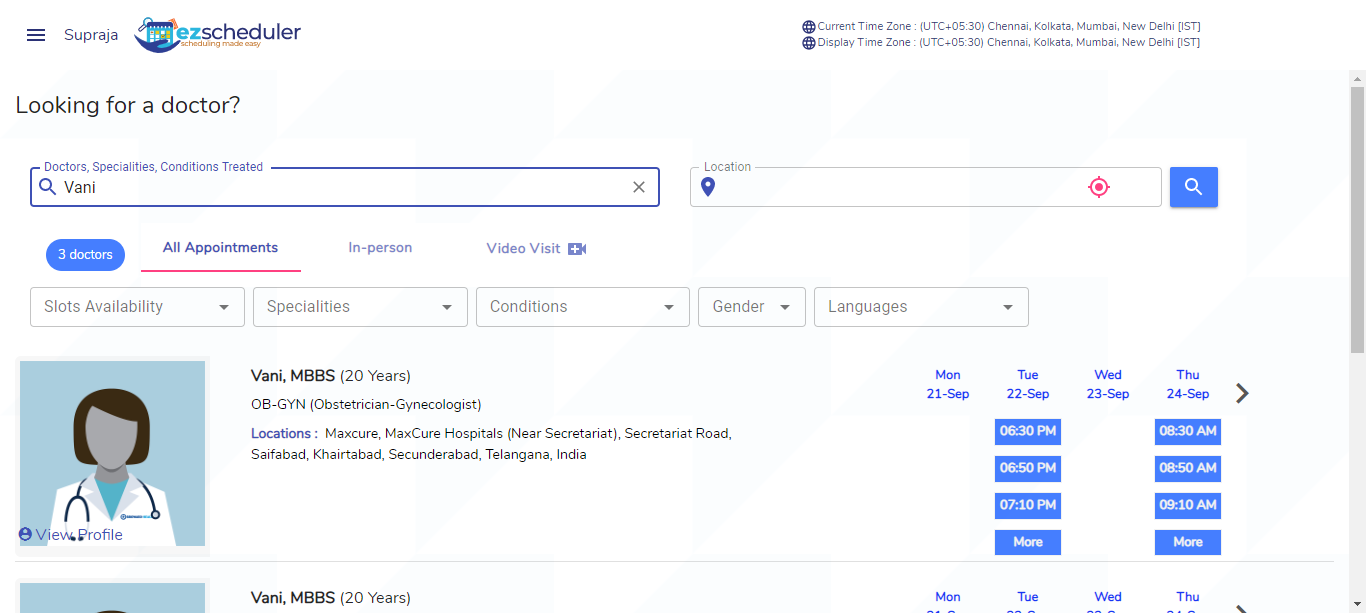 Supraja
ezscheduler
scheduling made easy
Current Time Zone : (UTC+05:30) Chennai, Kolkata, Mumbai, New Delhi [IST]
Display Time Zone : (UTC+05:30) Chennai, Kolkata, Mumbai, New Delhi [IST]
Looking for a doctor?
Doctors, Specialities, Conditions Treated
Vani
Location
3 doctors
All Appointments
In-person
Video Visit
Slots Availability
Specialities
Conditions
Gender
Languages
Vani, MBBS (20 Years)
OB-GYN (Obstetrician-Gynecologist)
Locations : Maxcure, MaxCure Hospitals (Near Secretariat), Secretariat Road,
Saifabad, Khairtabad, Secunderabad, Telangana, India
View Profile
Mon Tue Wed Thu
21-Sep 22-Sep 23-Sep 24-Sep
06:30 PM 08:30 AM
06:50 PM 08:50 AM
07:10 PM 09:10 AM
More More
Vani, MBBS (20 Years)
Mon Tue Wed Thu